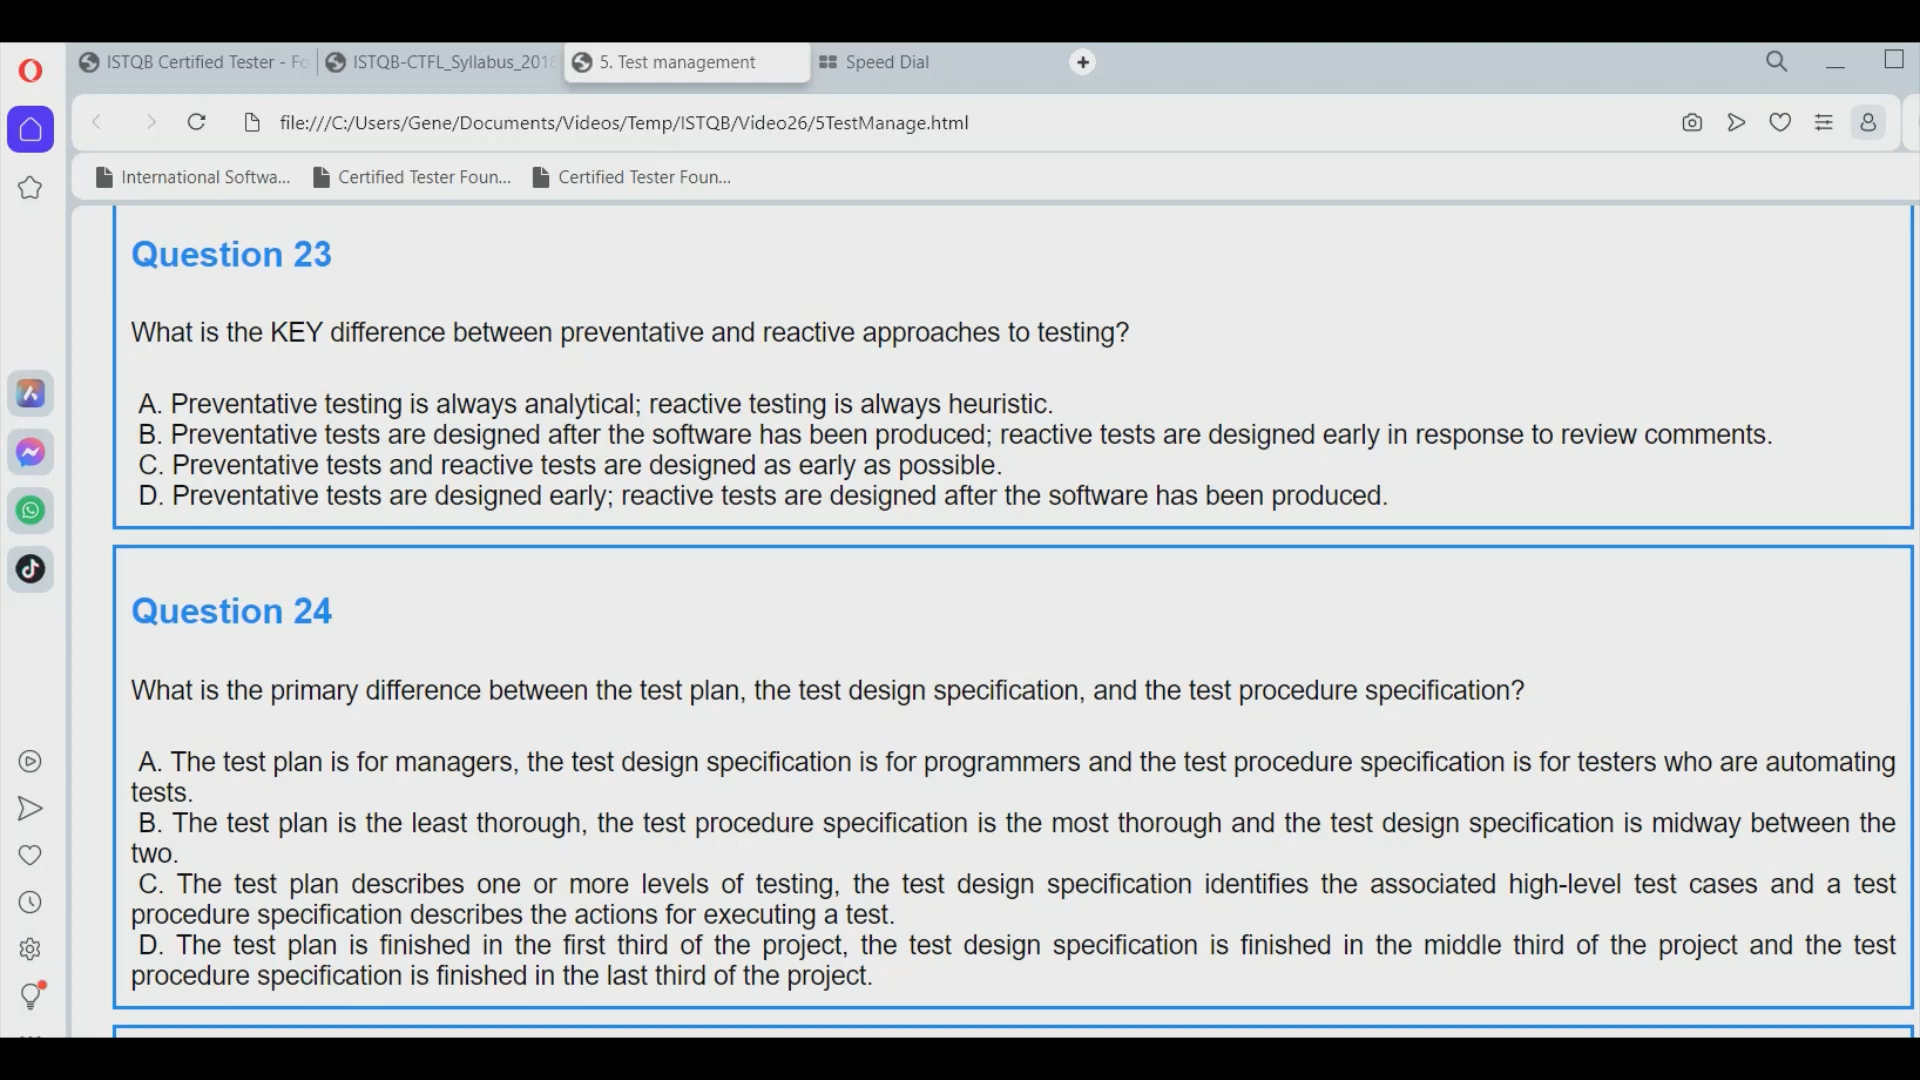 ISTQB Certified Tester - Fo
ISTQB-CTFL_Syllabus_2018
5. Test management
Speed Dial
file:///C:/Users/Gene/Documents/Videos/Temp/ISTQB/Video26/5TestManage.html
International Softwa...
Certified Tester Foun...
Certified Tester Foun...
Question 23
What is the KEY difference between preventative and reactive approaches to testing?
A. Preventative testing is always analytical; reactive testing is always heuristic.
B. Preventative tests are designed after the software has been produced; reactive tests are designed early in response to review comments.
C. Preventative tests and reactive tests are designed as early as possible.
D. Preventative tests are designed early; reactive tests are designed after the software has been produced.
Question 24
What is the primary difference between the test plan, the test design specification, and the test procedure specification?
A. The test plan is for managers, the test design specification is for programmers and the test procedure specification is for testers who are automating
tests.
B. The test plan is the least thorough, the test procedure specification is the most thorough and the test design specification is midway between the
two.
C. The test plan describes one or more levels of testing, the test design specification identifies the associated high-level test cases and a test
procedure specification describes the actions for executing a test.
D. The test plan is finished in the first third of the project, the test design specification is finished in the middle third of the project and the test
procedure specification is finished in the last third of the project.